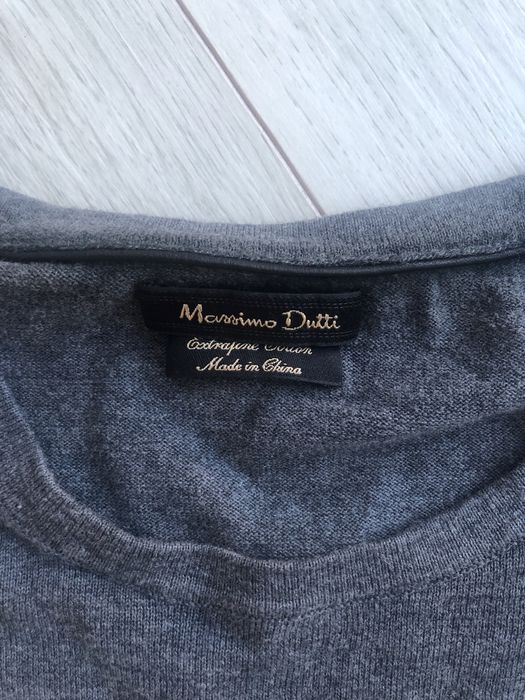 Massimo Dutti
Extrafine Cotton
Made in China